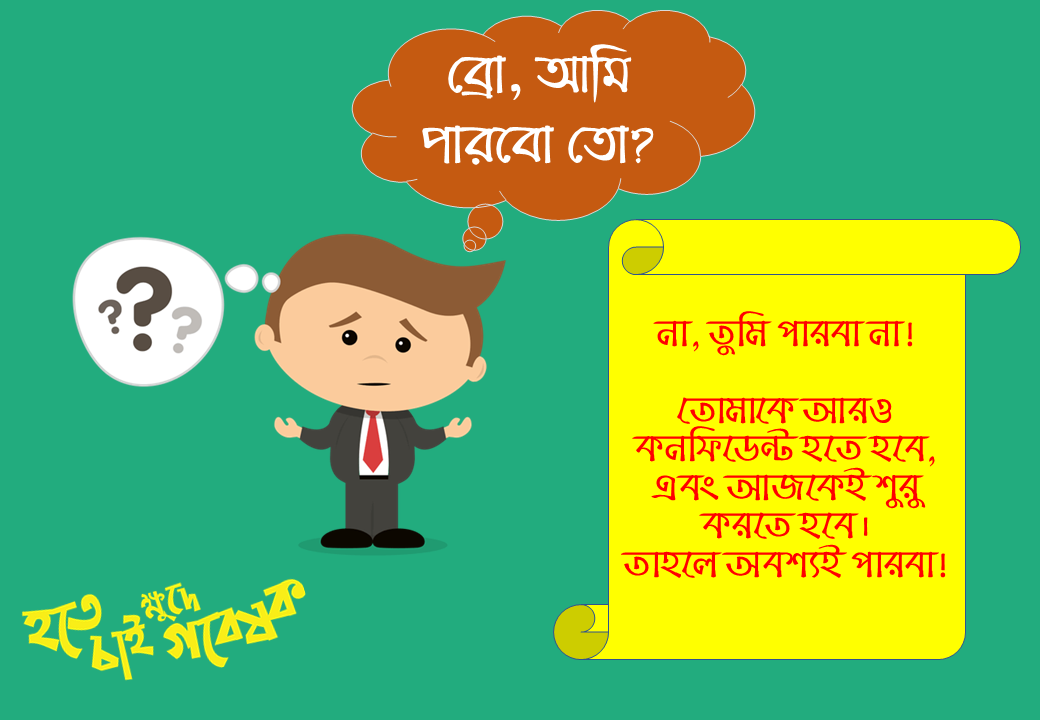 ব্রো, আমি
পারবো তো?
???
না, তুমি পারবা না!
তোমাকে আরও
কনফিডেন্ট হতে হবে,
এবং আজকেই শুরু
করতে হবে।
তাহলে অবশ্যই পারবা!
হতে চাই ক্ষুদে গবেষক